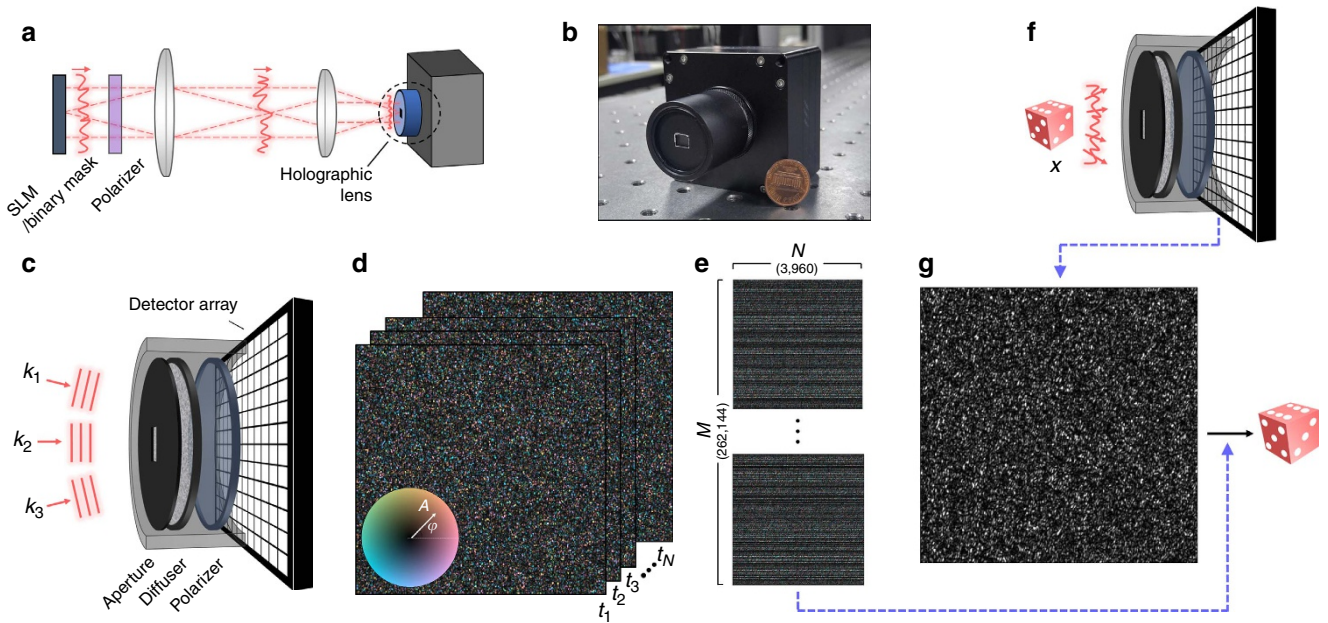 a
SLM
/binary mask
Polarizer
Holographic
lens
b
c
Detector array
k1
k2
k3
Aperture
Diffuser
Polarizer
d
A
φ
t1
t2
t3
tN
e
N
(3,960)
M
(262,144)
f
x
g